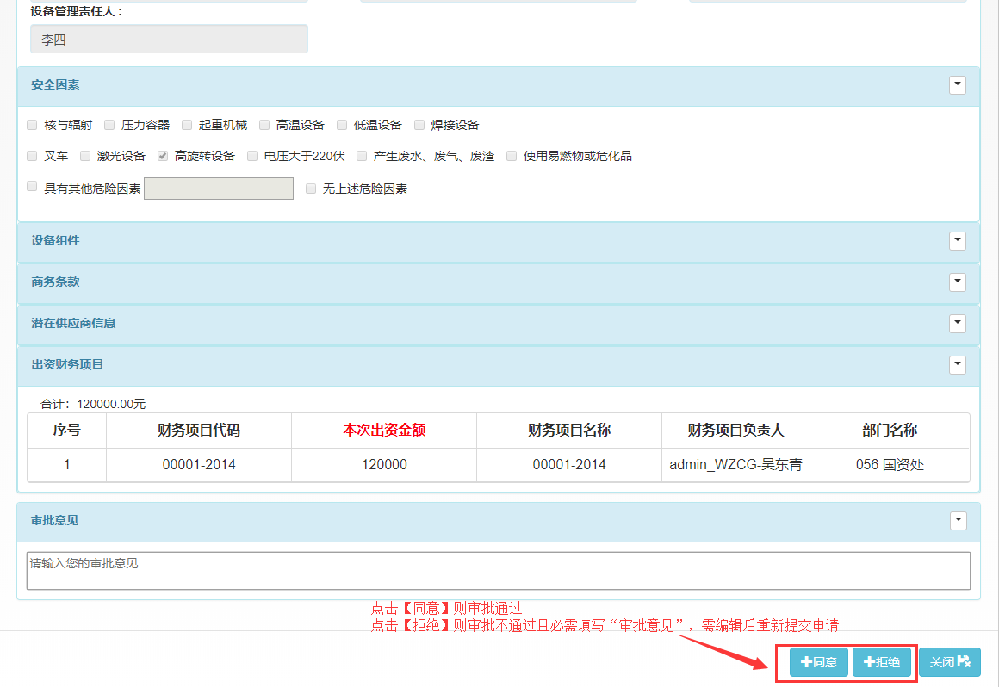 设备管理责任人：
李四
安全因素
核与辐射 压力容器 起重机械 高温设备 低温设备 焊接设备
叉车 激光设备 高旋转设备 电压大于220伏 产生废水、废气、废渣 使用易燃物或危化品
具有其他危险因素 无上述危险因素
设备组件
商务条款
潜在供应商信息
出资财务项目
合计：120000.00元
序号 财务项目代码 本次出资金额 财务项目名称 财务项目负责人 部门名称
1 00001-2014 120000 00001-2014 admin_WZCG-吴东青 056 国资处
审批意见
请输入您的审批意见...
点击【同意】则审批通过
点击【拒绝】则审批不通过且必需填写“审批意见”，需编辑后重新提交申请
同意 拒绝 关闭